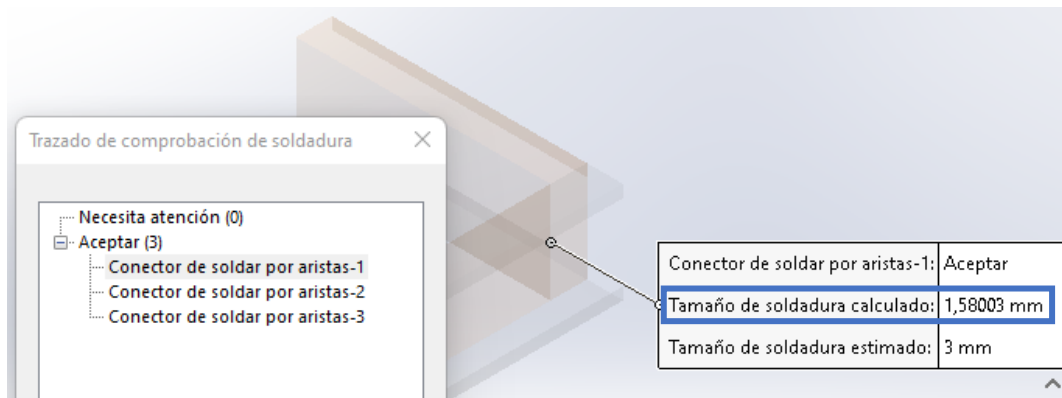 Trazado de comprobación de soldadura
Necesita atención (0)
Aceptar (3)
Conector de soldar por aristas-1
Conector de soldar por aristas-2
Conector de soldar por aristas-3
Conector de soldar por aristas-1: Aceptar
Tamaño de soldadura calculado: 1,58003 mm
Tamaño de soldadura estimado: 3 mm